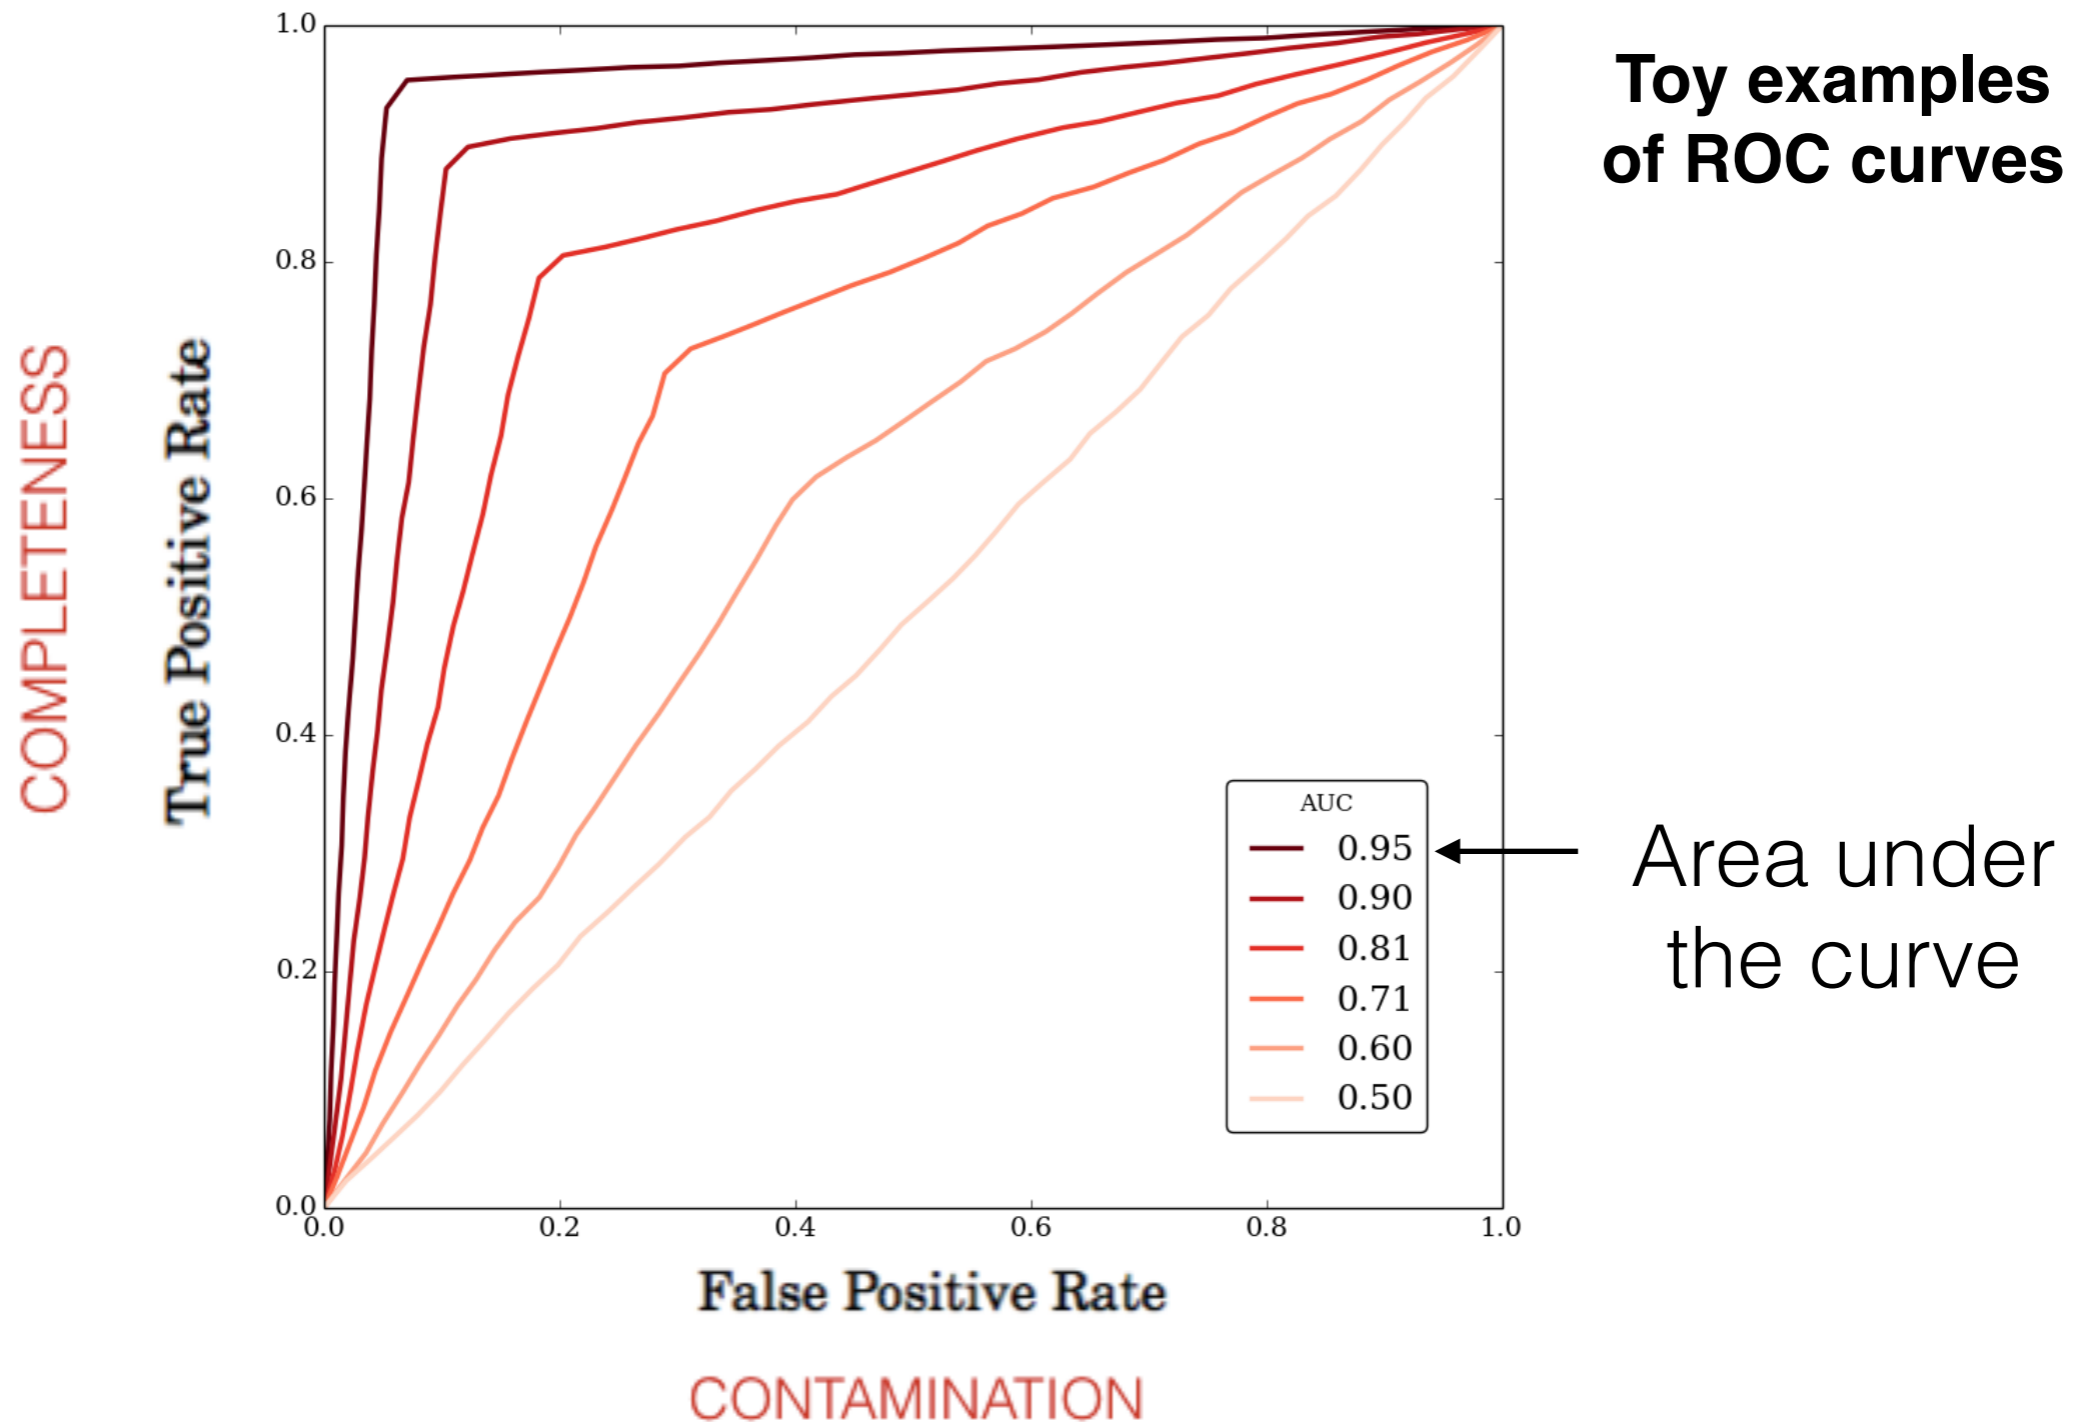 Toy examples
of ROC curves
COMPLETENESS
True Positive Rate
1.0
0.8
0.6
0.4
0.2
0.0
0.0 0.2 0.4 0.6 0.8 1.0
False Positive Rate
CONTAMINATION
AUC
0.95
0.90
0.81
0.71
0.60
0.50
Area under
the curve